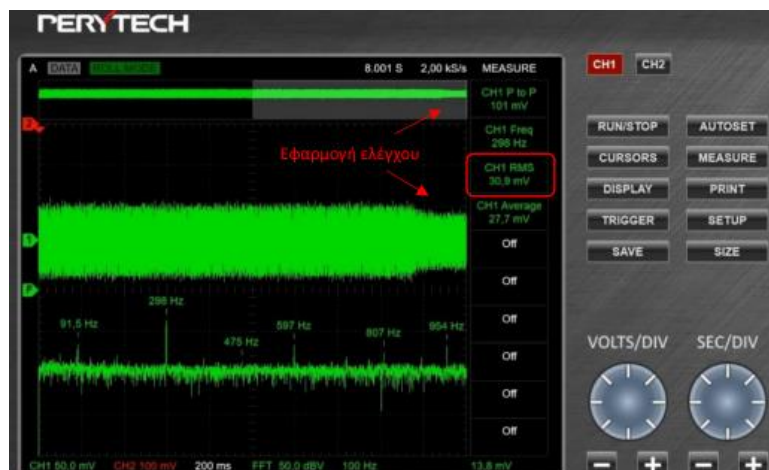 PERYTECH
A DATA ROLL MODE 8.001 S 2,00 kS/s MEASURE
CH1 CH2
CH1 P to P
101 mV
CH1 Freq
298 Hz
CH1 RMS
30,9 mV
CH1 Average
27,7 mV
Off
Off
Off
Off
Off
Off
2
Εφαρμογή ελέγχου
1
F
91,5 Hz
298 Hz
475 Hz
597 Hz
807 Hz
954 Hz
CH1 50.0 mV CH2 100 mV 200 ms FFT 50.0 dBV 100 Hz 13,8 mV
RUN/STOP AUTOSET
CURSORS MEASURE
DISPLAY PRINT
TRIGGER SETUP
SAVE SIZE
VOLTS/DIV SEC/DIV
− + − +